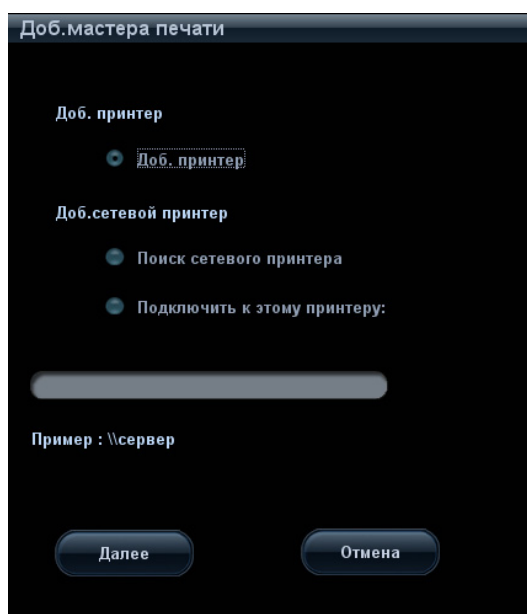 Доб.мастера печати
Доб. принтер
Доб. принтер
Доб.сетевой принтер
Поиск сетевого принтера
Подключить к этому принтеру:
Пример : \\сервер
Далее
Отмена